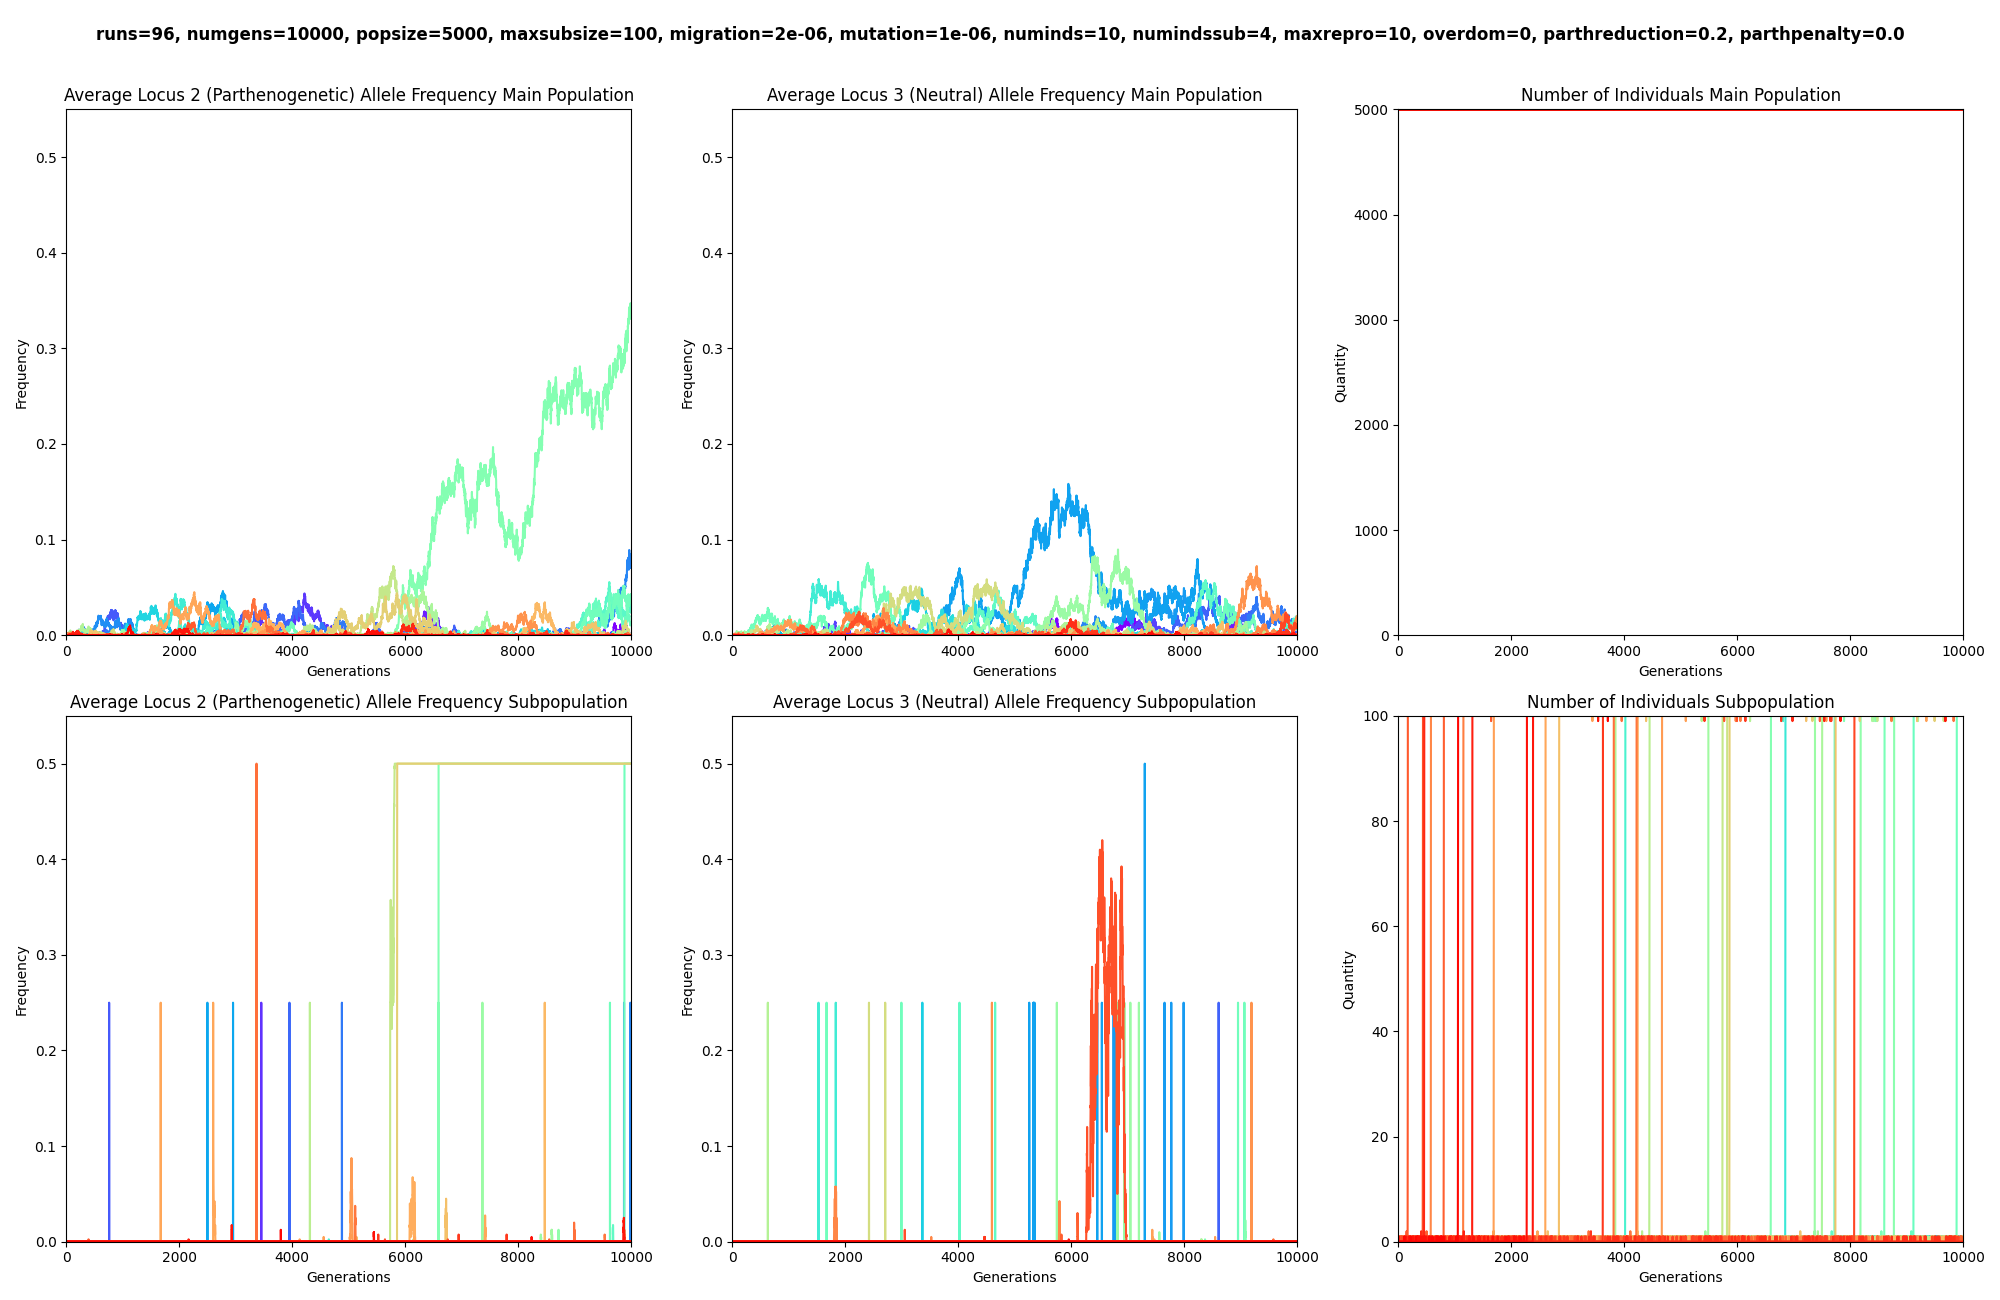 runs=96, numgens=10000, popsize=5000, maxsubsize=100, migration=2e-06, mutation=1e-06, numinds=10, numindssub=4, maxrepro=10, overdom=0, parthreduction=0.2, parthpenalty=0.0
Average Locus 2 (Parthenogenetic) Allele Frequency Main Population
Frequency
0.5
0.4
0.3
0.2
0.1
0.0
0 2000 4000 6000 8000 10000
Generations
Average Locus 3 (Neutral) Allele Frequency Main Population
Frequency
0.5
0.4
0.3
0.2
0.1
0.0
0 2000 4000 6000 8000 10000
Generations
Number of Individuals Main Population
Quantity
5000
4000
3000
2000
1000
0
0 2000 4000 6000 8000 10000
Generations
Average Locus 2 (Parthenogenetic) Allele Frequency Subpopulation
Frequency
0.5
0.4
0.3
0.2
0.1
0.0
0 2000 4000 6000 8000 10000
Generations
Average Locus 3 (Neutral) Allele Frequency Subpopulation
Frequency
0.5
0.4
0.3
0.2
0.1
0.0
0 2000 4000 6000 8000 10000
Generations
Number of Individuals Subpopulation
Quantity
100
80
60
40
20
0
0 2000 4000 6000 8000 10000
Generations